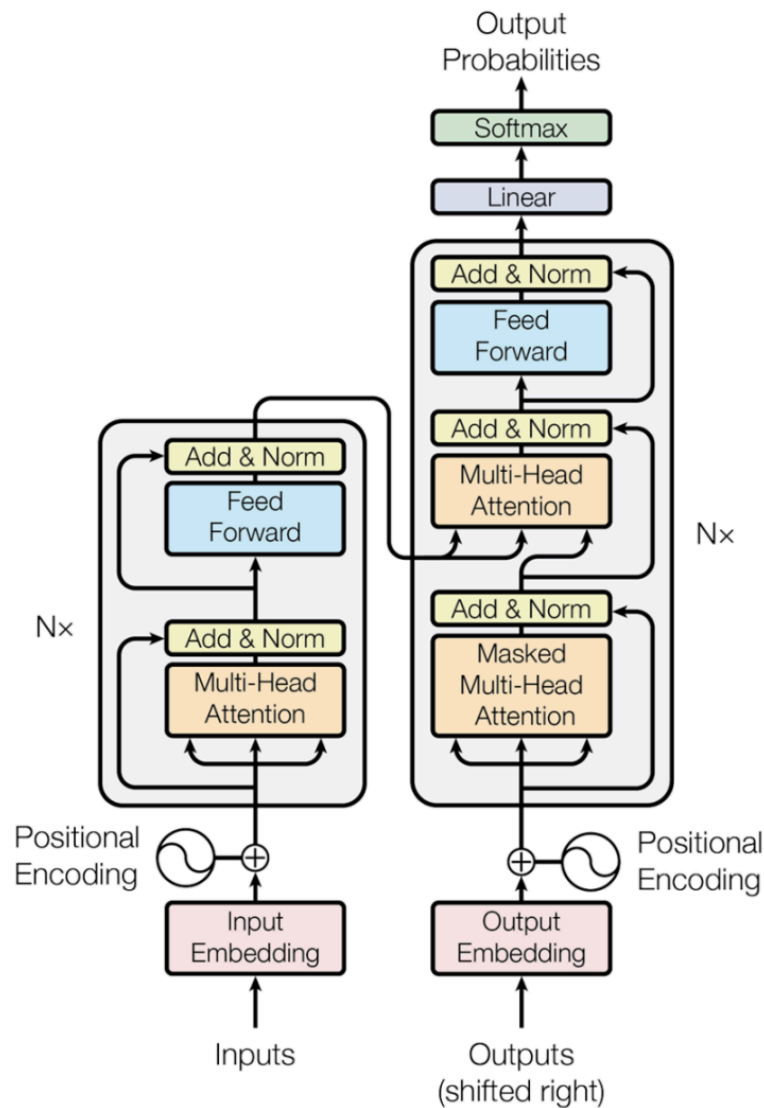 Output
Probabilities
Softmax
Linear
Add & Norm
Feed
Forward
Add & Norm
Multi-Head
Attention
Add & Norm
Masked
Multi-Head
Attention
N×
Add & Norm
Feed
Forward
Add & Norm
Multi-Head
Attention
N×
Positional
Encoding
Positional
Encoding
Input
Embedding
Output
Embedding
Inputs
Outputs
(shifted right)